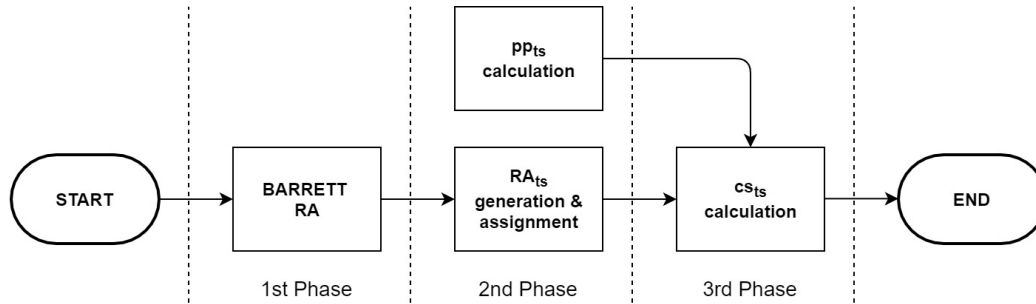 pp_ts
calculation
START
BARRETT
RA
RA_ts
generation &
assignment
cs_ts
calculation
END
1st Phase
2nd Phase
3rd Phase